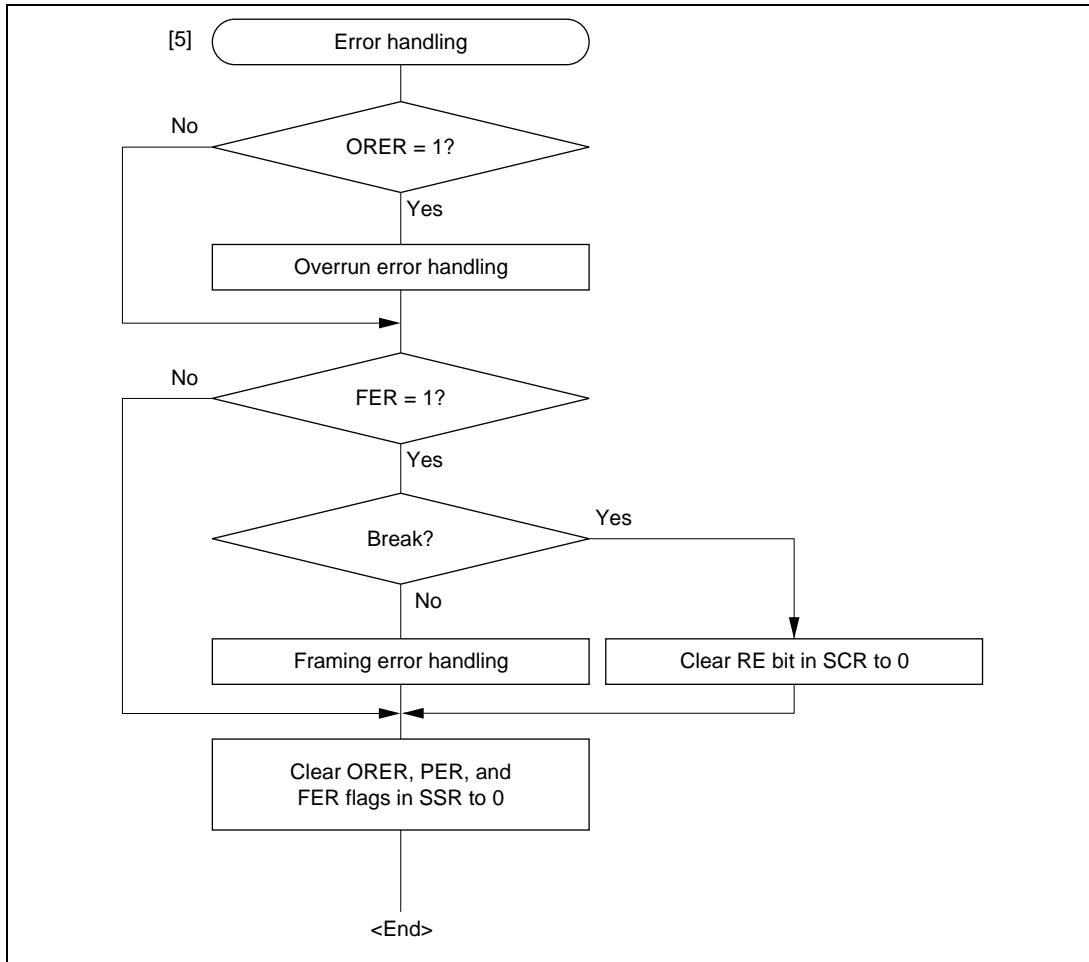 [5] Error handling
No
ORER = 1?
Yes
Overrun error handling
No
FER = 1?
Yes
Break?
Yes
No
Framing error handling
Clear RE bit in SCR to 0
Clear ORER, PER, and
FER flags in SSR to 0
<End>